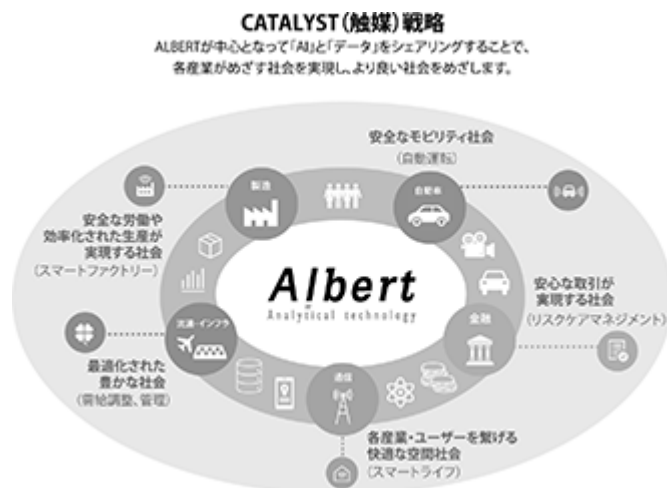 CATALYST(触媒)戦略
ALBERTが中心となって「AI」と「データ」をシェアリングすることで、
各産業がめざす社会を実現し、より良い社会をめざします。
安全なモビリティ社会
(自動運転)
製造
自動車
安全な労働や
効率化された生産が
実現する社会
(スマートファクトリー)
Albert
Analytical technology
安心な取引が
実現する社会
(リスクケアマネジメント)
流通・インフラ
金融
最適化された
豊かな社会
(需給調整、管理)
通信
各産業・ユーザーを繋げる
快適な空間社会
(スマートライフ)